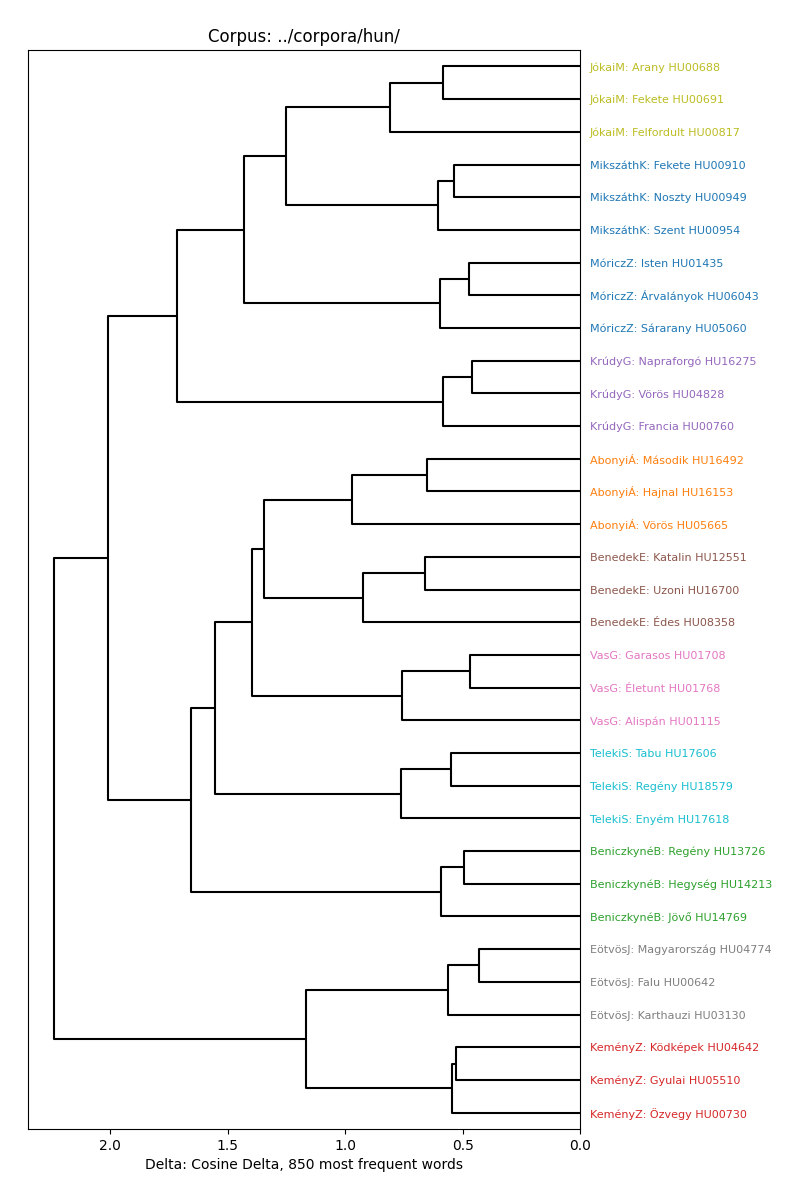 Corpus: ../corpora/hun/
JókaiM: Arany HU00688
JókaiM: Fekete HU00691
JókaiM: Felfordult HU00817
MikszáthK: Fekete HU00910
MikszáthK: Noszty HU00949
MikszáthK: Szent HU00954
MóriczZ: Isten HU01435
MóriczZ: Árvalányok HU06043
MóriczZ: Sárarany HU05060
KrúdyG: Napraforgó HU16275
KrúdyG: Vörös HU04828
KrúdyG: Francia HU00760
AbonyiÁ: Második HU16492
AbonyiÁ: Hajnal HU16153
AbonyiÁ: Vörös HU05665
BenedekE: Katalin HU12551
BenedekE: Uzoni HU16700
BenedekE: Édes HU08358
VasG: Garasos HU01708
VasG: Életunt HU01768
VasG: Alispán HU01115
TelekiS: Tabu HU17606
TelekiS: Regény HU18579
TelekiS: Enyém HU17618
BeniczkynéB: Regény HU13726
BeniczkynéB: Hegység HU14213
BeniczkynéB: Jövő HU14769
EötvösJ: Magyarország HU04774
EötvösJ: Falu HU00642
EötvösJ: Karthauzi HU03130
KeményZ: Ködképek HU04642
KeményZ: Gyulai HU05510
KeményZ: Özvegy HU00730
2.0 1.5 1.0 0.5 0.0
Delta: Cosine Delta, 850 most frequent words